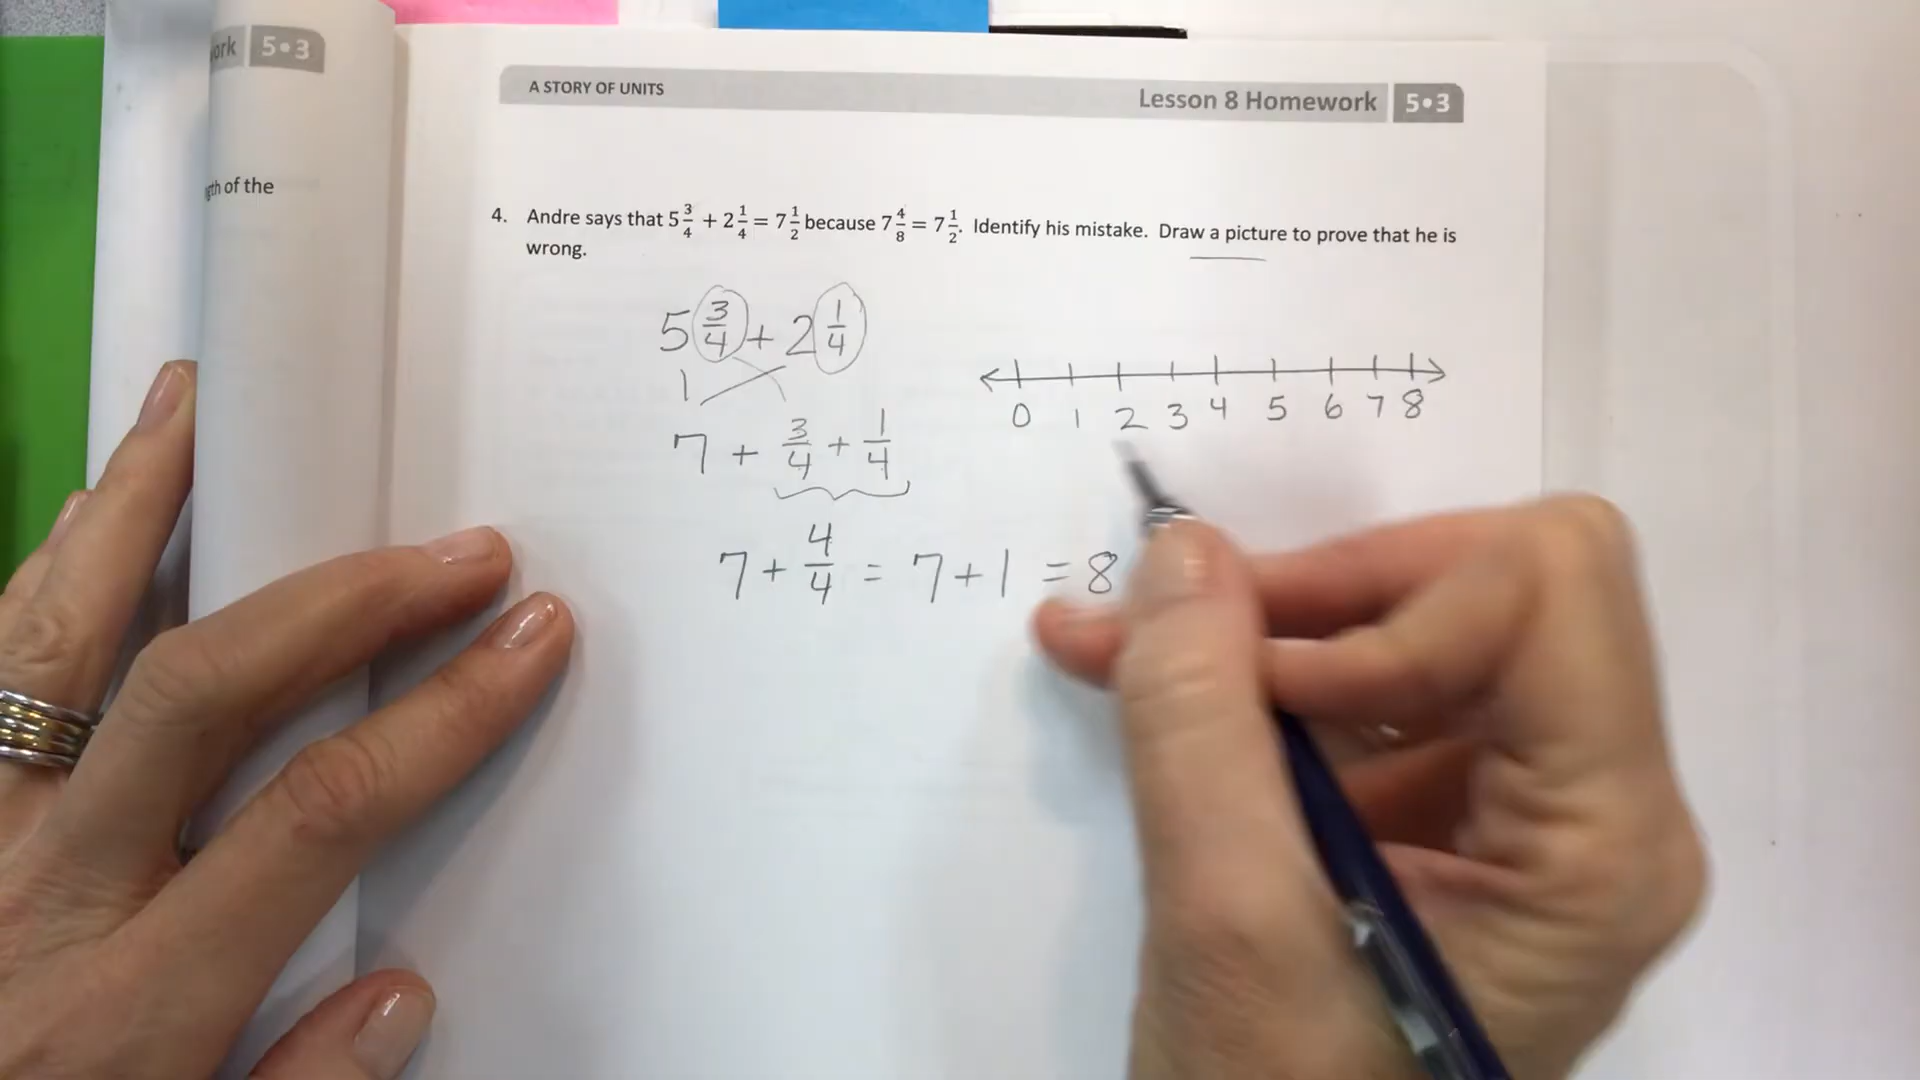 5•3
A STORY OF UNITS
Lesson 8 Homework 5•3
of the
4. Andre says that 5 3/4 + 2 1/4 = 7 1/2 because 7 4/8 = 7 1/2. Identify his mistake. Draw a picture to prove that he is
wrong.
5 3/4 + 2 1/4
7 + 3/4 + 1/4
7 + 4/4 = 7 + 1 = 8
0 1 2 3 4 5 6 7 8